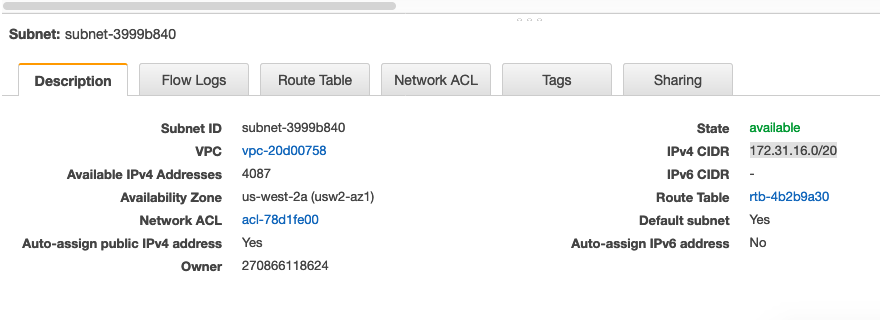 Subnet: subnet-3999b840
Description Flow Logs Route Table Network ACL Tags Sharing
Subnet ID subnet-3999b840 State available
VPC vpc-20d00758 IPv4 CIDR 172.31.16.0/20
Available IPv4 Addresses 4087 IPv6 CIDR -
Availability Zone us-west-2a (usw2-az1) Route Table rtb-4b2b9a30
Network ACL acl-78d1fe00 Default subnet Yes
Auto-assign public IPv4 address Yes Auto-assign IPv6 address No
Owner 270866118624